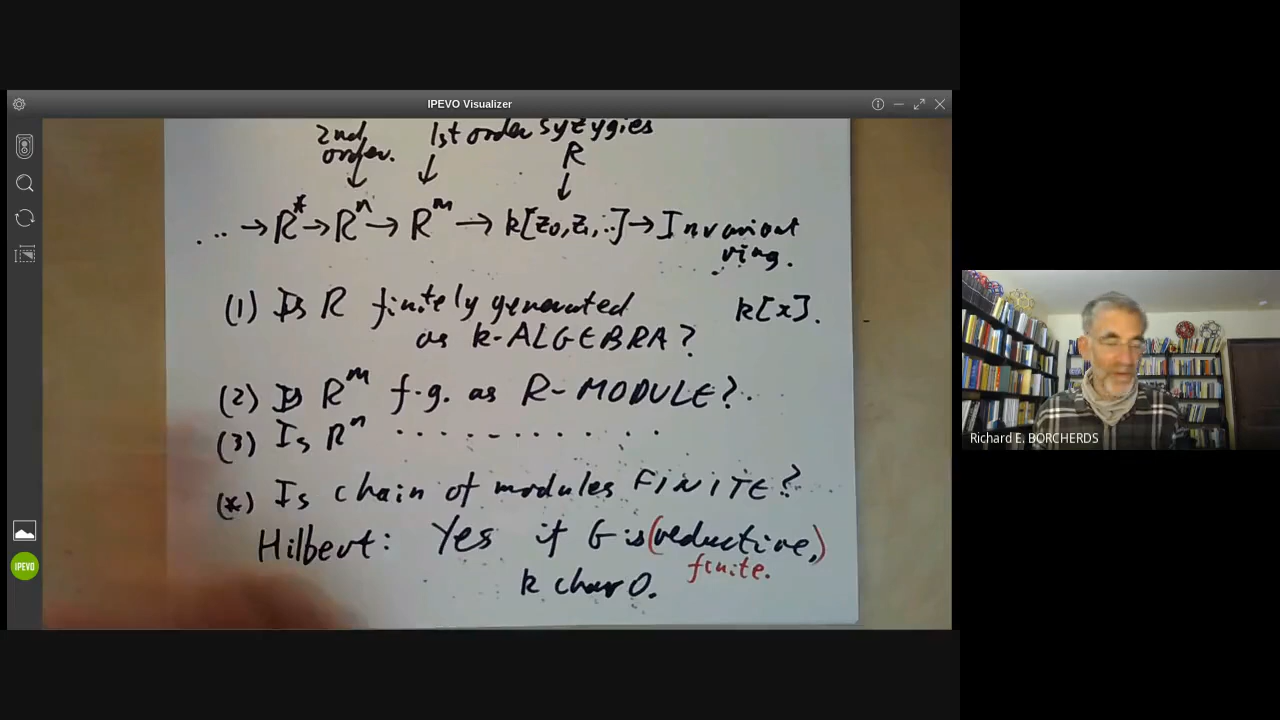 IPEVO Visualizer
2nd order.
1st order syzygies
R
↓ ↓ ↓
... → R* → Rⁿ → Rᵐ → k[z₀,z₁,..] → Invariant ring.
(1) Is R finitely generated k[x].
as k-ALGEBRA?
(2) Is Rᵐ f.g. as R-MODULE?
(3) Is Rⁿ ...........
(*) Is chain of modules FINITE?
Hilbert: Yes if G is (reductive,)
finite.
k char 0.
IPEVO
Richard E. BORCHERDS